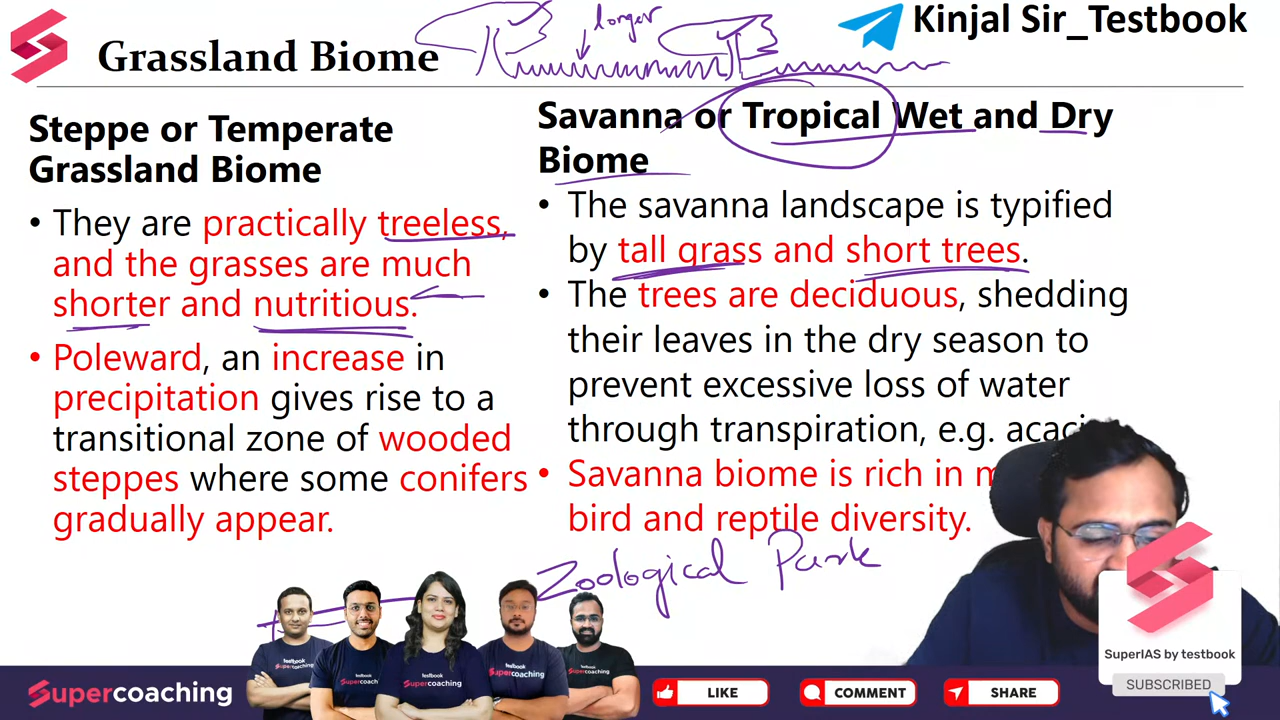 Kinjal Sir_Testbook
longer
Grassland Biome
Steppe or Temperate
Grassland Biome
• They are practically treeless,
and the grasses are much
shorter and nutritious.
• Poleward, an increase in
precipitation gives rise to a
transitional zone of wooded
steppes where some conifers
gradually appear.
Savanna or Tropical Wet and Dry
Biome
• The savanna landscape is typified
by tall grass and short trees.
• The trees are deciduous, shedding
their leaves in the dry season to
prevent excessive loss of water
through transpiration, e.g.
• Savanna biome is rich in
bird and reptile diversity.
Zoological Park
testbook
Supercoaching
LIKE
COMMENT
SHARE
SuperIAS by testbook
SUBSCRIBED